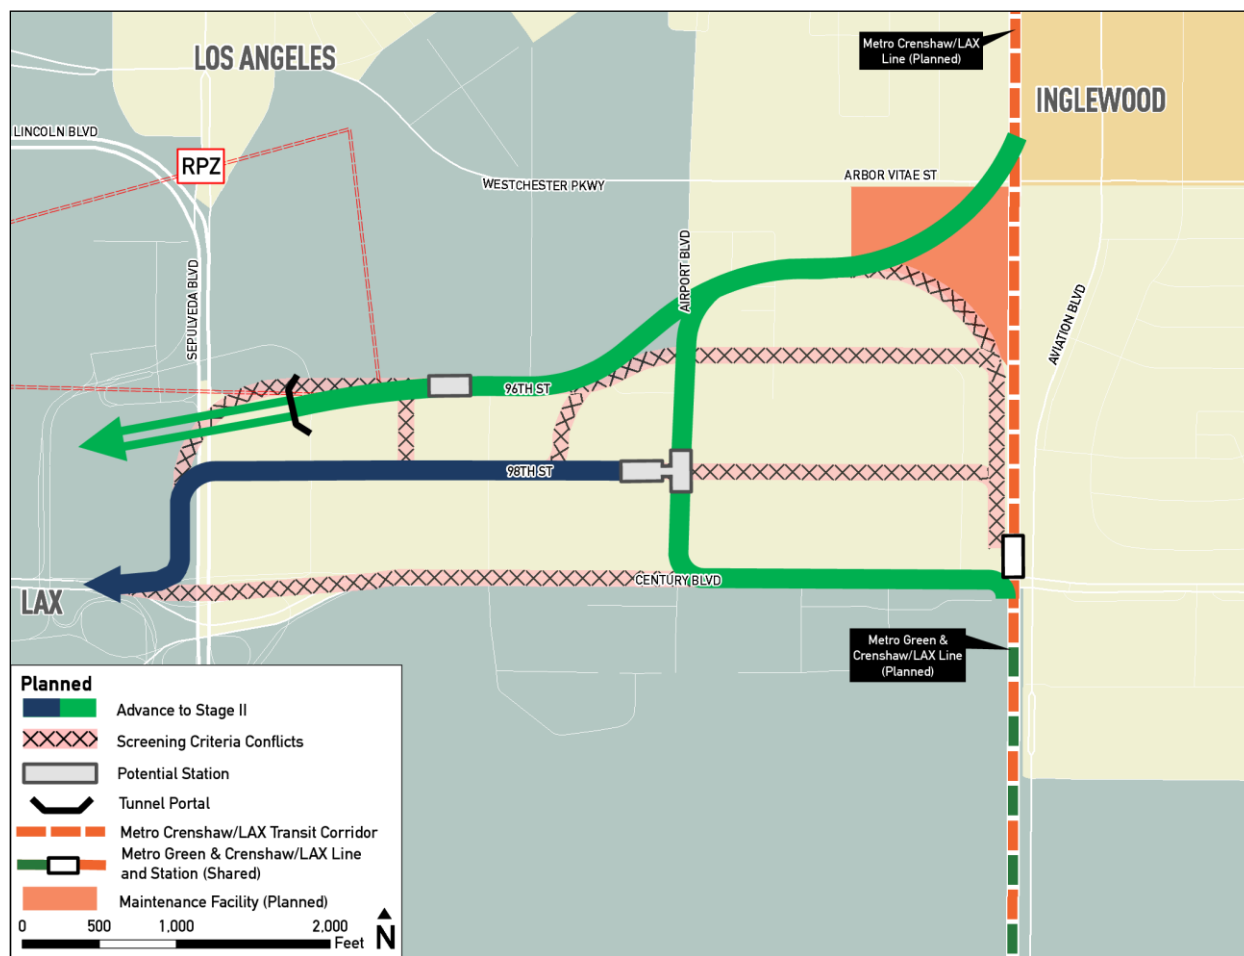 LOS ANGELES
Metro Crenshaw/LAX
Line (Planned)
INGLEWOOD
LINCOLN BLVD
RPZ
WESTCHESTER PKWY
ARBOR VITAE ST
SEPULVEDA BLVD
AIRPORT BLVD
AVIATION BLVD
96TH ST
98TH ST
CENTURY BLVD
LAX
Metro Green &
Crenshaw/LAX Line
(Planned)
Planned
Advance to Stage II
Screening Criteria Conflicts
Potential Station
Tunnel Portal
Metro Crenshaw/LAX Transit Corridor
Metro Green & Crenshaw/LAX Line
and Station (Shared)
Maintenance Facility (Planned)
0 500 1,000 2,000
Feet
N